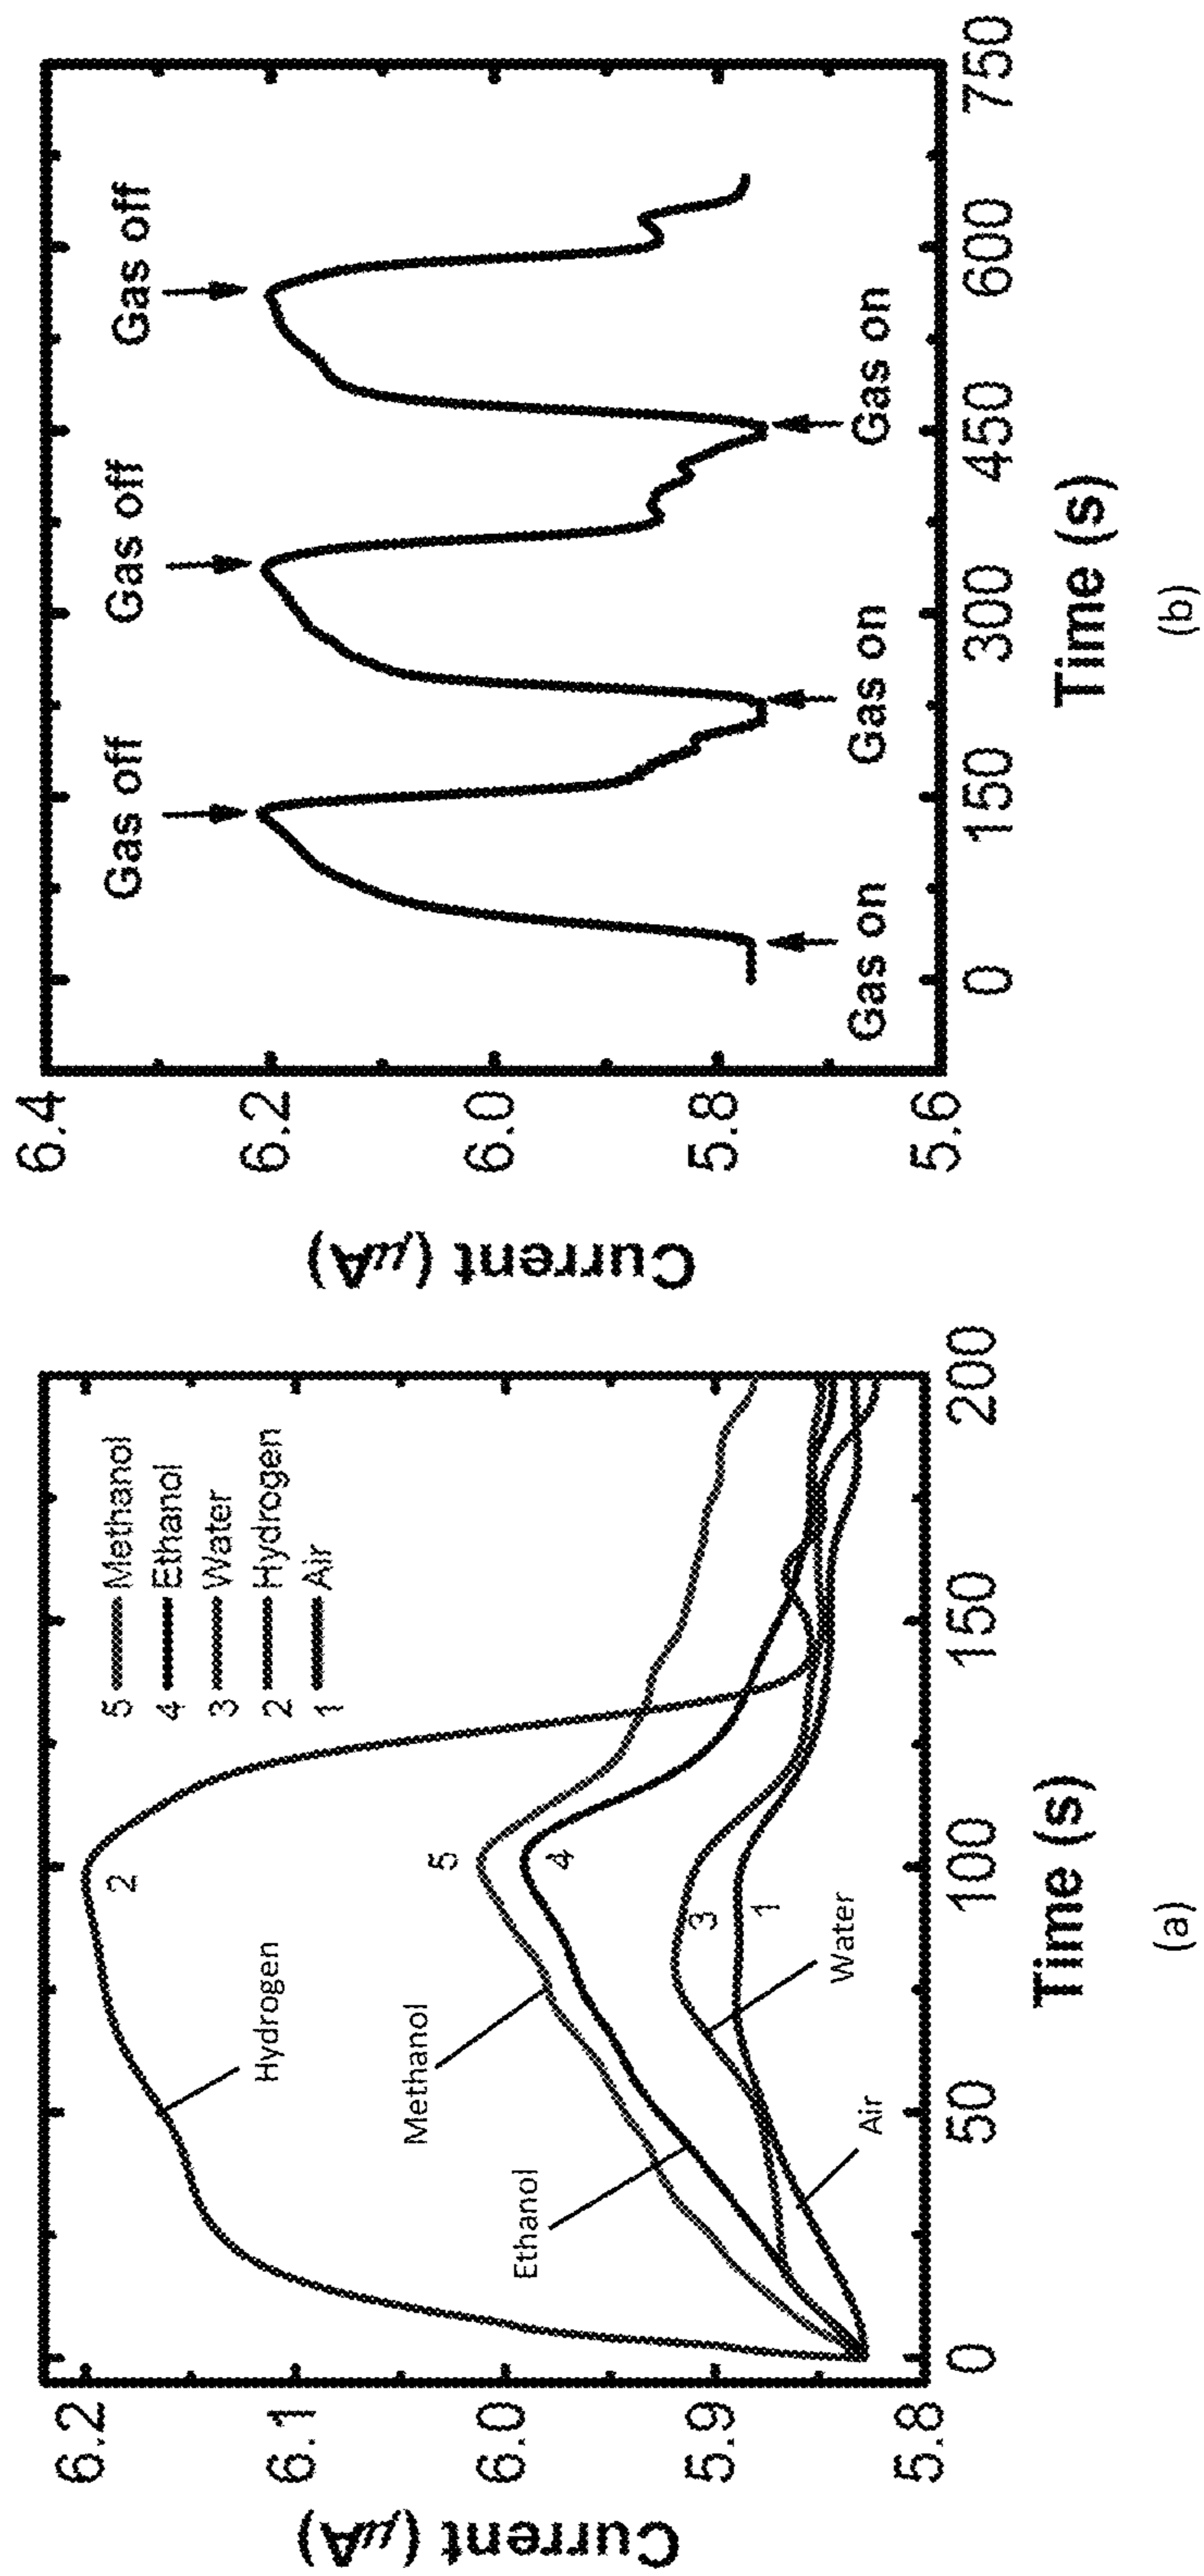 6.2
6.1
6.0
5.9
5.8
Current (μA)
0
50
100
150
200
Time (s)
5 Methanol
4 Ethanol
3 Water
2 Hydrogen
1 Air
2
5
4
3
1
Hydrogen
Methanol
Ethanol
Water
Air
(a)
6.4
6.2
6.0
5.8
5.6
Current (μA)
Gas off
Gas off
Gas off
Gas on
Gas on
Gas on
0
150
300
450
600
750
Time (s)
(b)